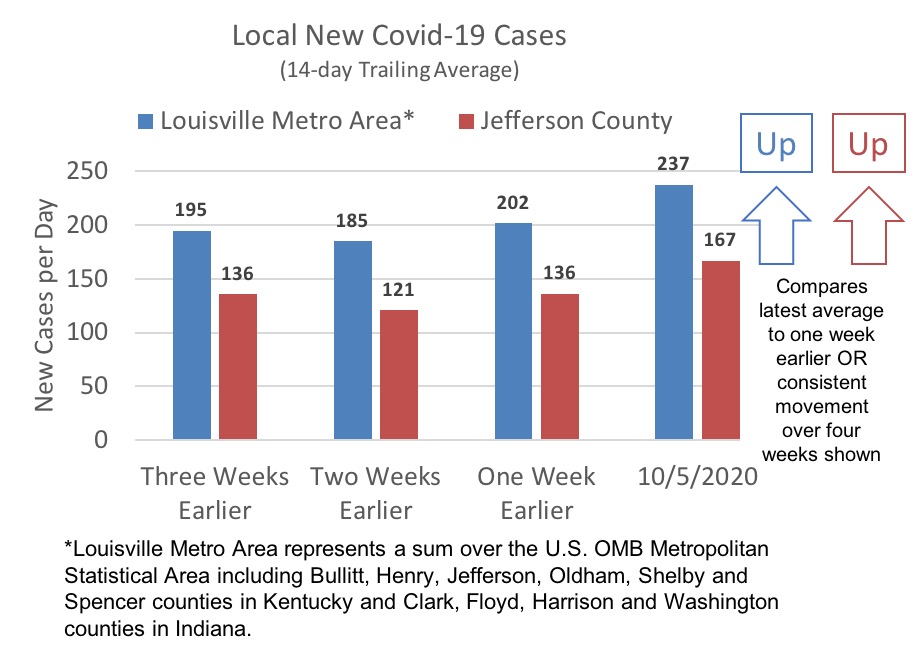 Local New Covid-19 Cases
(14-day Trailing Average)
Louisville Metro Area*
Jefferson County
Up
Up
New Cases per Day
250
200
150
100
50
0
195
136
185
121
202
136
237
167
Three Weeks
Earlier
Two Weeks
Earlier
One Week
Earlier
10/5/2020
Compares
latest average
to one week
earlier OR
consistent
movement
over four
weeks shown
*Louisville Metro Area represents a sum over the U.S. OMB Metropolitan
Statistical Area including Bullitt, Henry, Jefferson, Oldham, Shelby and
Spencer counties in Kentucky and Clark, Floyd, Harrison and Washington
counties in Indiana.